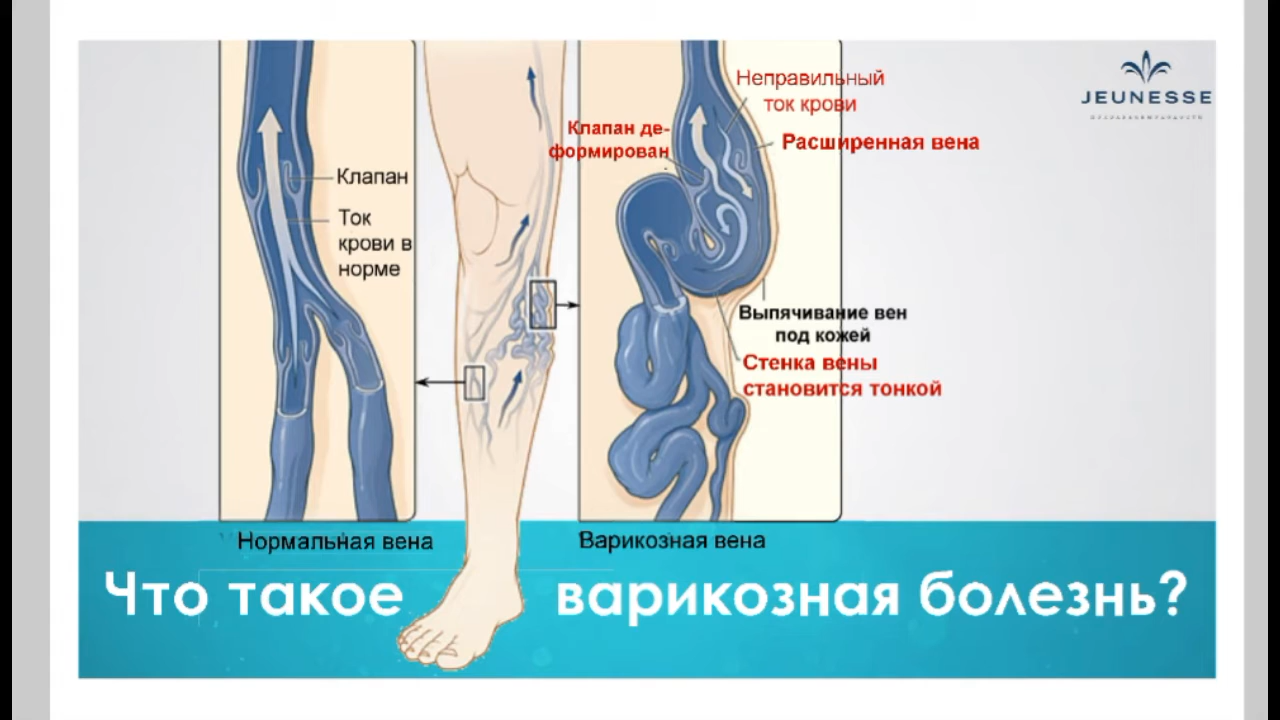 JEUNESSE
Неправильный
ток крови
Клапан де-
формирован
Расширенная вена
Клапан
Ток
крови в
норме
Выпячивание вен
под кожей
Стенка вены
становится тонкой
Нормальная вена
Варикозная вена
Что такое варикозная болезнь?